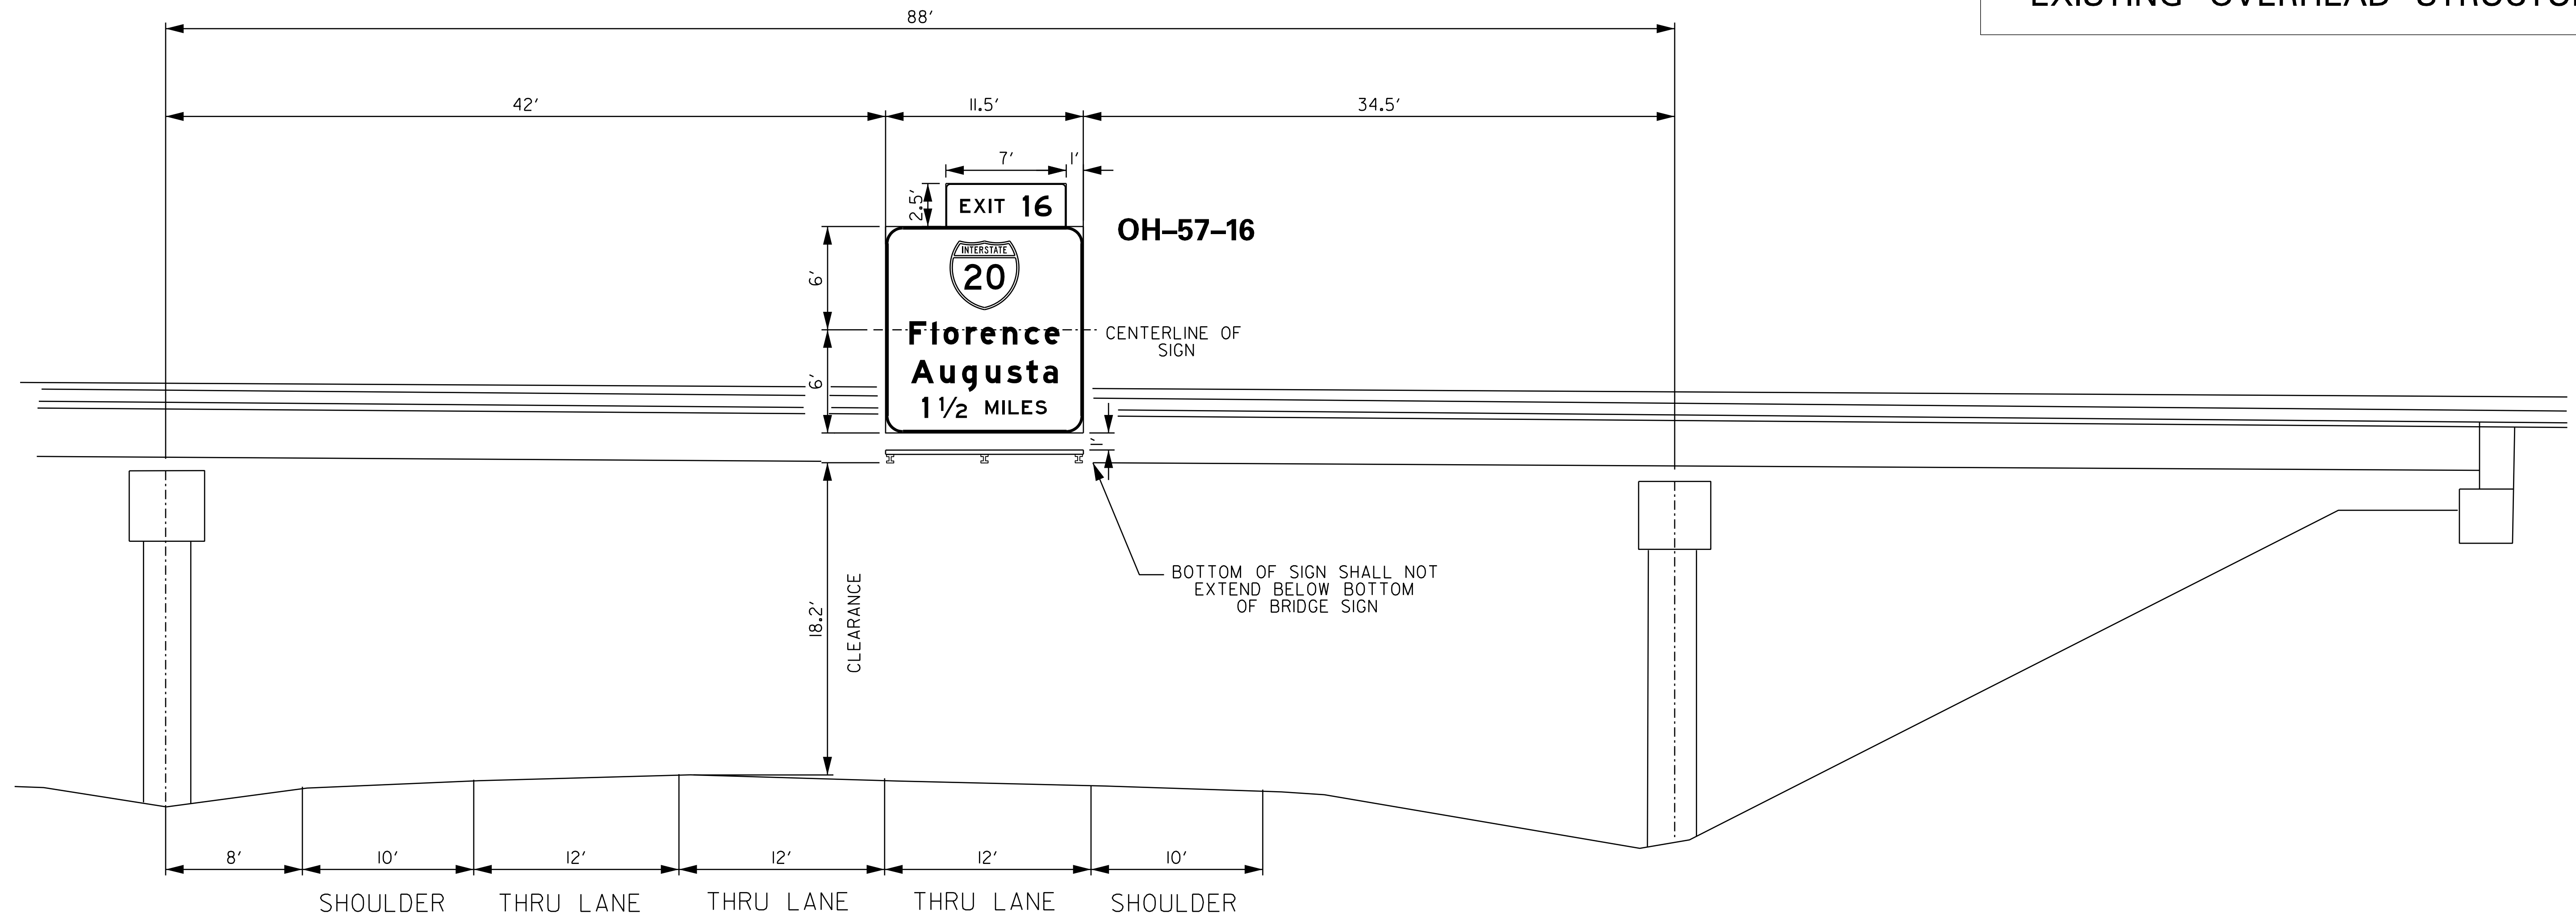 EXISTING OVERHEAD
88'
42'
11.5'
34.5'
7'
1'
2.5'
EXIT 16
OH–57–16
INTERSTATE
20
6'
Florence
CENTERLINE OF
SIGN
Augusta
6'
1 1/2 MILES
1'
BOTTOM OF SIGN SHALL NOT
EXTEND BELOW BOTTOM
OF BRIDGE SIGN
18.2'
CLEARANCE
8'
10'
12'
12'
12'
10'
SHOULDER
THRU LANE
THRU LANE
THRU LANE
SHOULDER